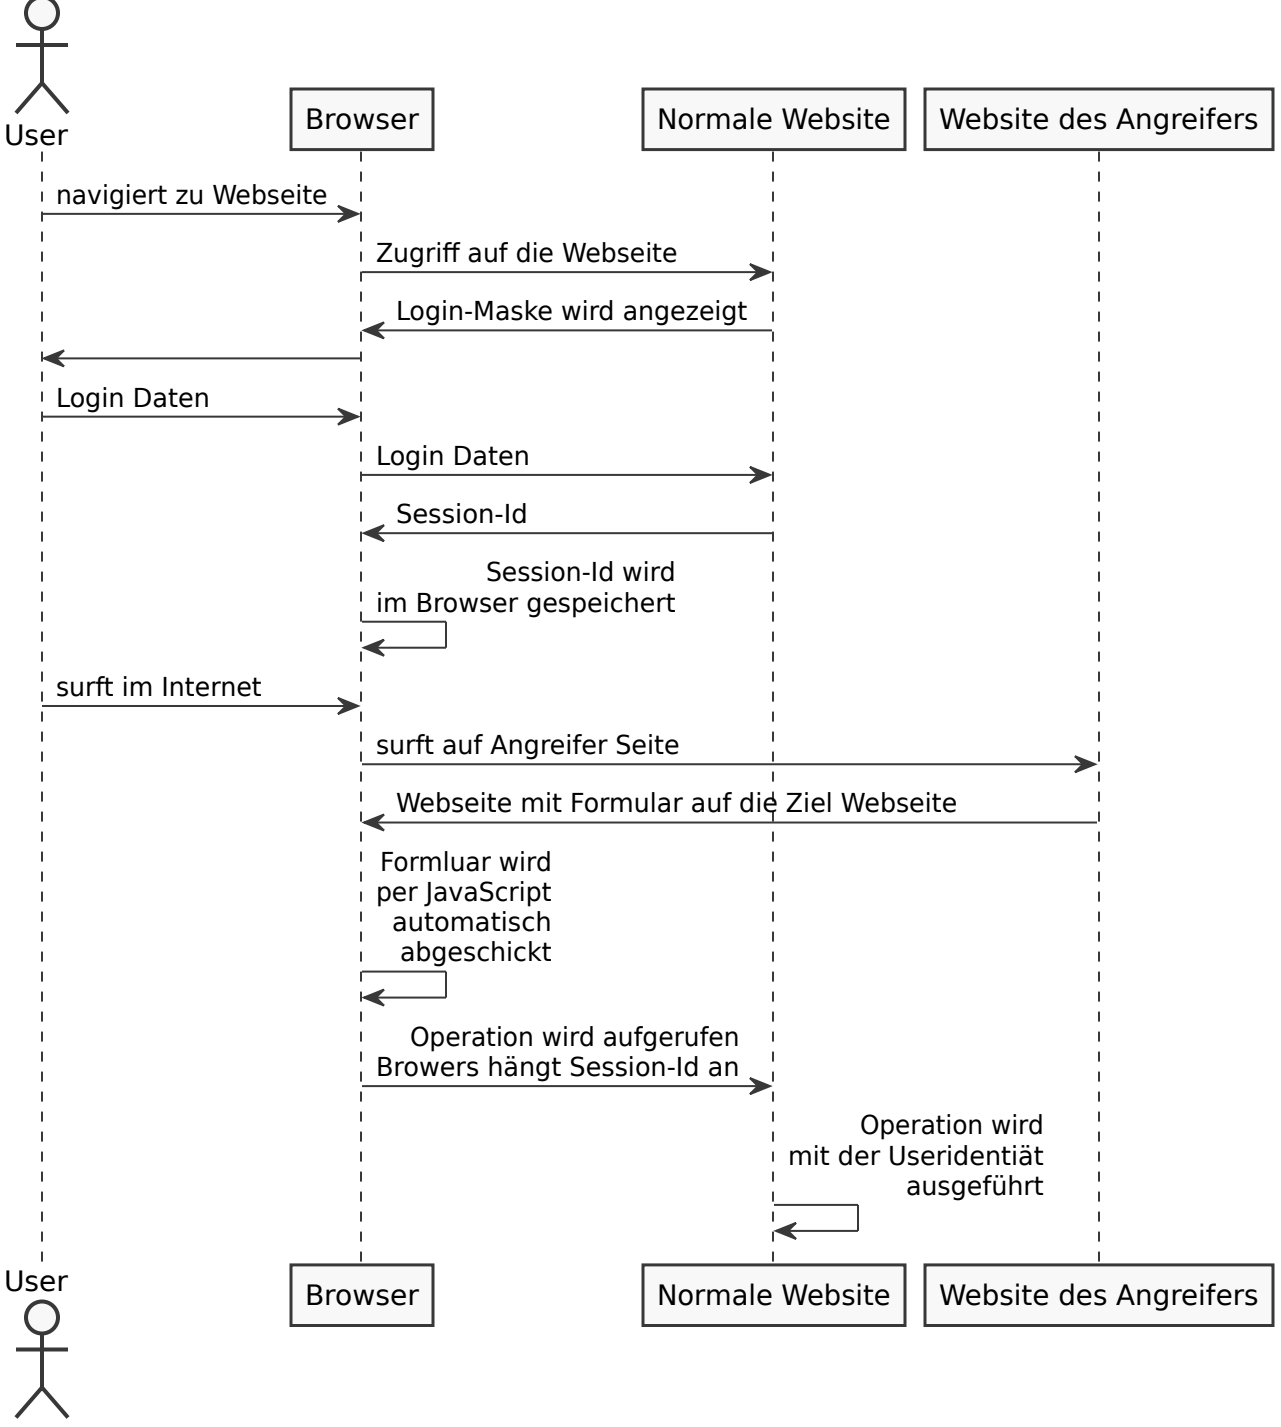 User
Browser
Normale Website
Website des Angreifers
navigiert zu Webseite
Zugriff auf die Webseite
Login-Maske wird angezeigt
Login Daten
Login Daten
Session-Id
Session-Id wird
im Browser gespeichert
surft im Internet
surft auf Angreifer Seite
Webseite mit Formular auf die Ziel Webseite
Formluar wird
per JavaScript
automatisch
abgeschickt
Operation wird aufgerufen
Browers hängt Session-Id an
Operation wird
mit der Useridentiät
ausgeführt
User
Browser
Normale Website
Website des Angreifers